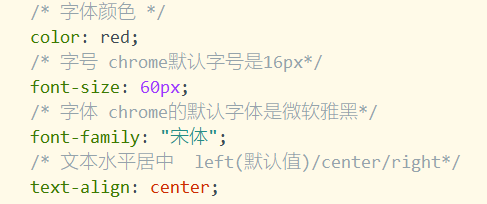 /* 字体颜色 */
color: red;
/* 字号 chrome默认字号是16px*/
font-size: 60px;
/* 字体 chrome的默认字体是微软雅黑*/
font-family: "宋体";
/* 文本水平居中  left(默认值)/center/right*/
text-align: center;